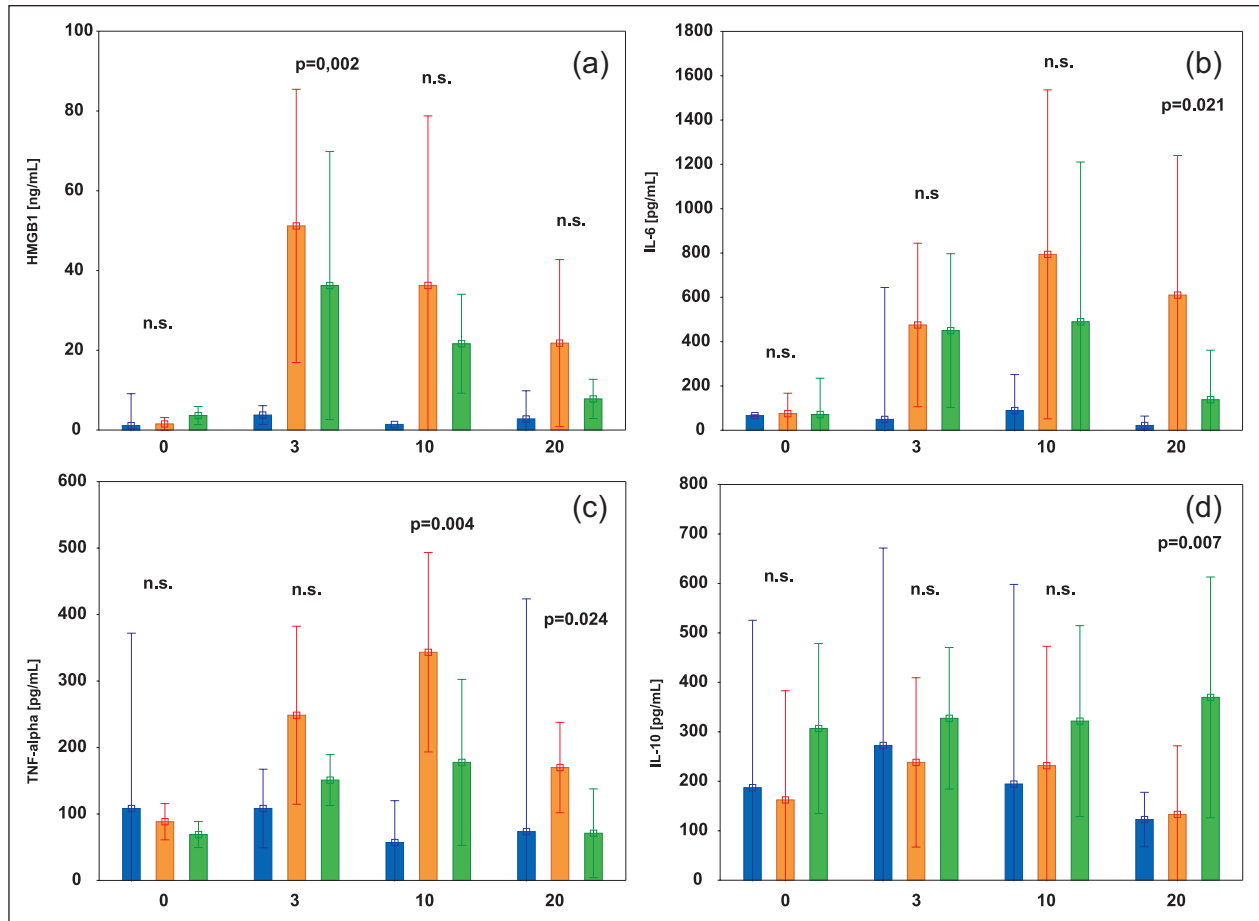 (a)
HMGB1 [ng/mL]
100
80
60
40
20
0
n.s.
p=0,002
n.s.
n.s.
0 3 10 20
(b)
IL-6 [pg/mL]
1800
1600
1400
1200
1000
800
600
400
200
0
n.s.
n.s
n.s.
p=0.021
0 3 10 20
(c)
TNF-alpha [pg/mL]
600
500
400
300
200
100
0
n.s.
n.s.
p=0.004
p=0.024
0 3 10 20
(d)
IL-10 [pg/mL]
800
700
600
500
400
300
200
100
0
n.s.
n.s.
n.s.
p=0.007
0 3 10 20